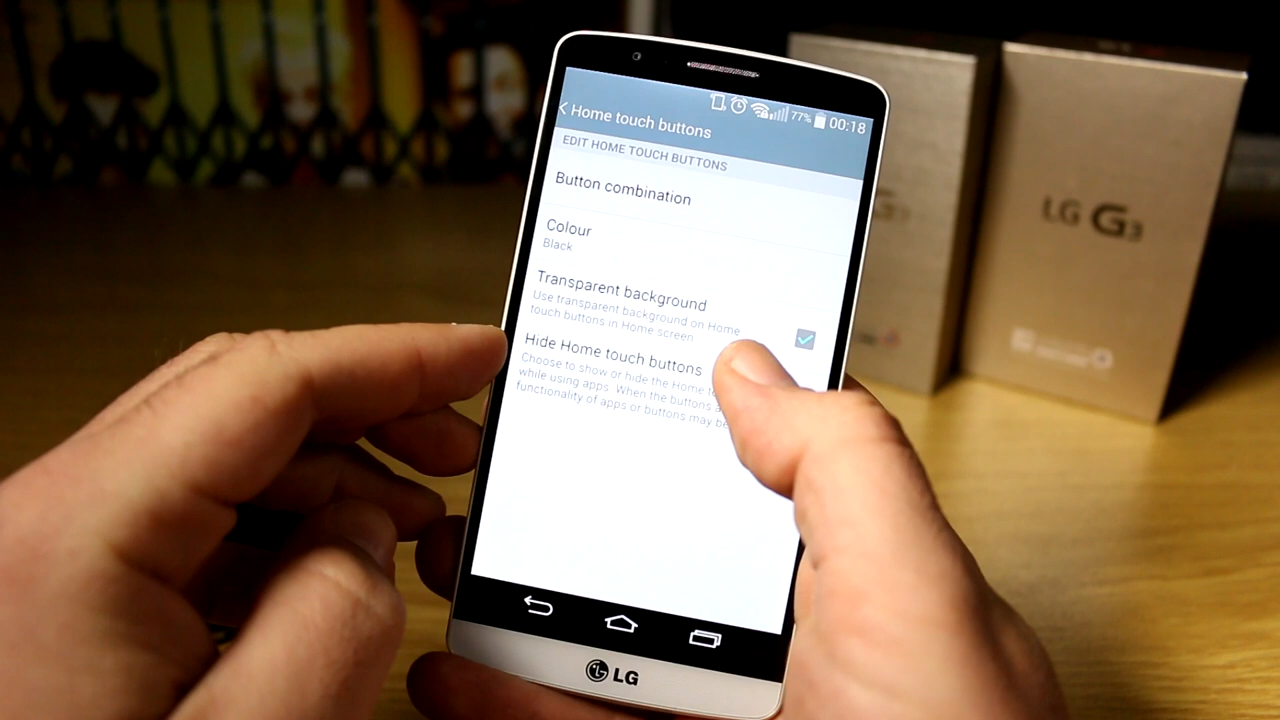 77% 00:18
Home touch buttons
EDIT HOME TOUCH BUTTONS
Button combination
Colour
Black
Transparent background
Use transparent background on Home
touch buttons in Home screen
Hide Home touch buttons
Choose to show or hide the Home
while using apps. When the buttons
functionality of apps or buttons may be
LG
LG G3